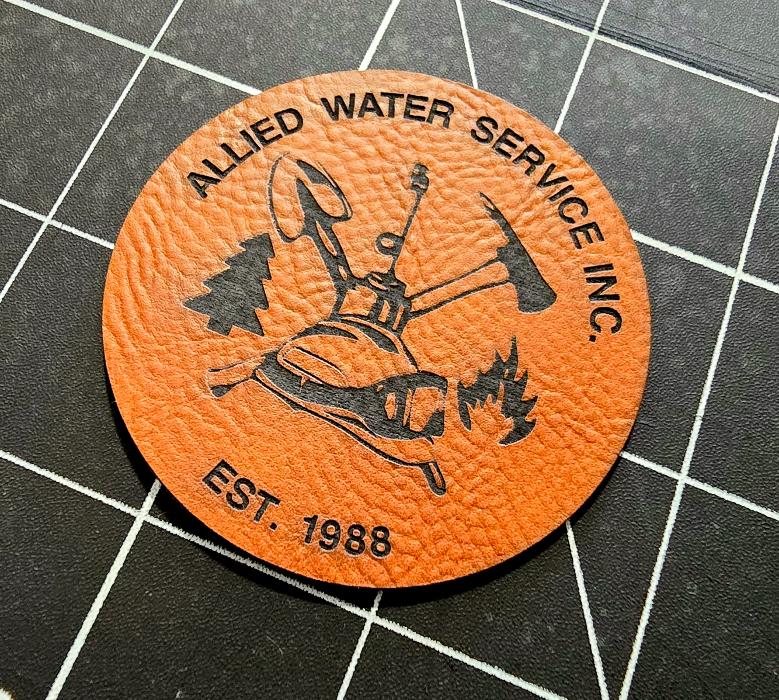 ALLIED WATER SERVICE INC.
EST. 1988